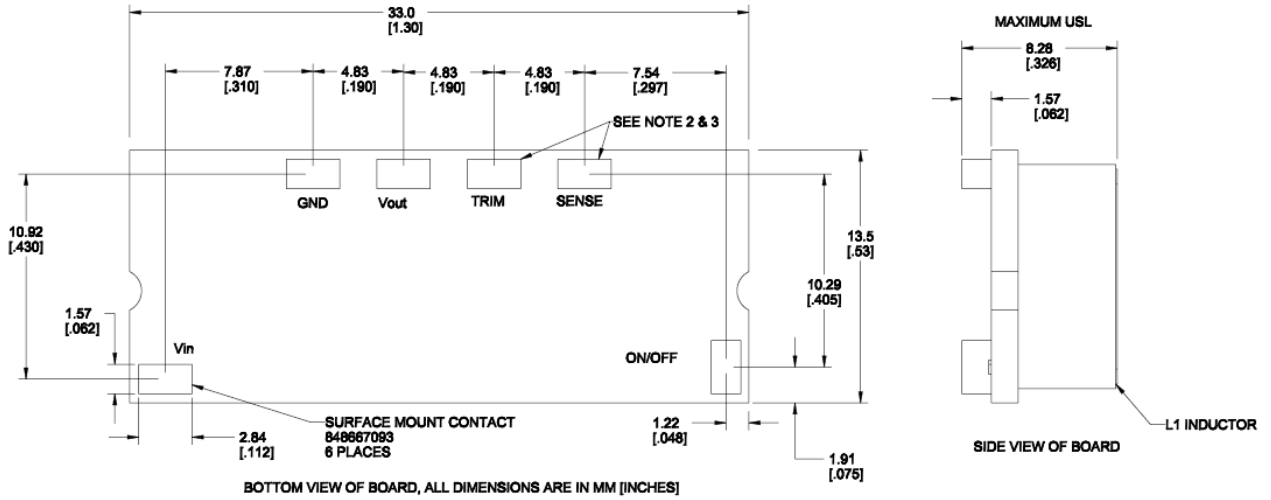 33.0
[1.30]
7.87
[.310]
4.83
[.190]
4.83
[.190]
4.83
[.190]
7.54
[.297]
SEE NOTE 2 & 3
GND
Vout
TRIM
SENSE
10.92
[.430]
13.5
[.53]
10.29
[.405]
1.57
[.062]
Vin
ON/OFF
SURFACE MOUNT CONTACT
848667093
6 PLACES
2.84
[.112]
1.22
[.048]
1.91
[.075]
BOTTOM VIEW OF BOARD, ALL DIMENSIONS ARE IN MM [INCHES]
MAXIMUM USL
8.28
[.326]
1.57
[.062]
L1 INDUCTOR
SIDE VIEW OF BOARD